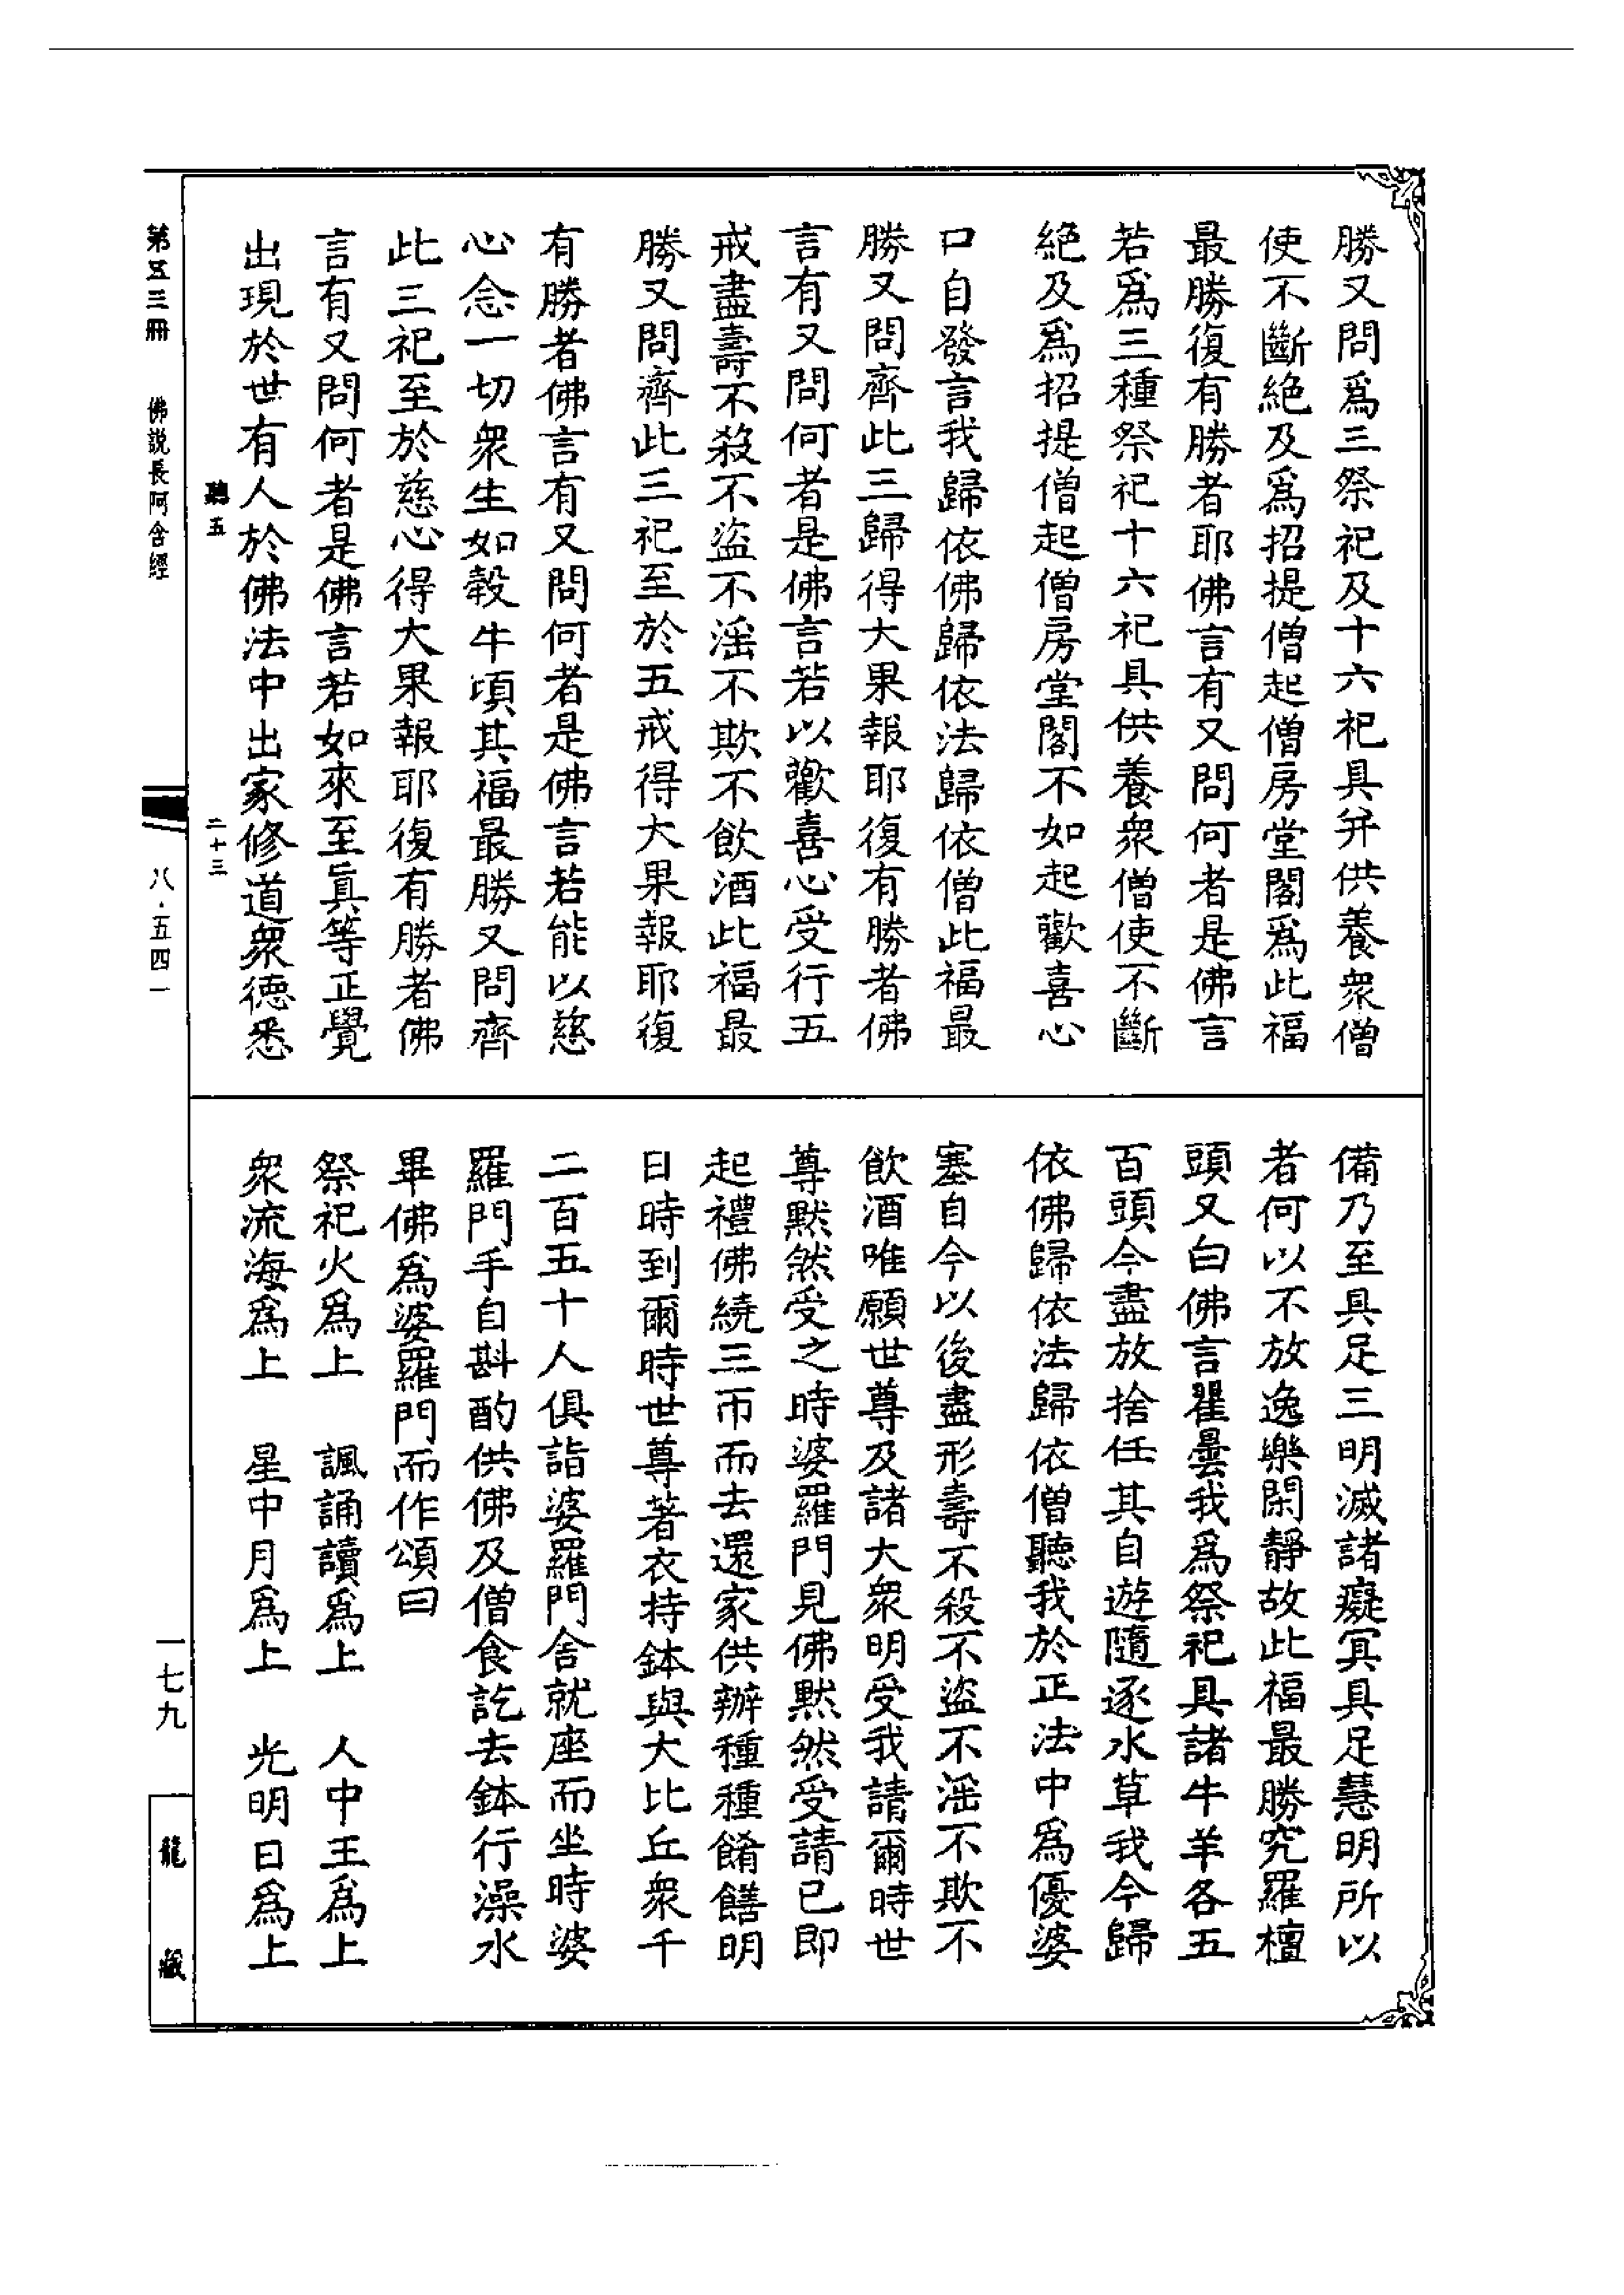 勝又問爲三祭祀及十六祀具并供養衆僧
使不斷絶及爲招提僧起僧房堂閣爲此福
最勝復有勝者耶佛言有又問何者是佛言
若爲三種祭祀十六祀具供養衆僧使不斷
絶及爲招提僧起僧房堂閣不如起歡喜心
口自發言我歸依佛歸依法歸依僧此福最
勝又問齊此三歸得大果報耶復有勝者佛
言有又問何者是佛言若以歡喜心受行五
戒盡壽不殺不盜不淫不欺不飲酒此福最
勝又問齊此三祀至於五戒得大果報耶復
有勝者佛言有又問何者是佛言若能以慈
心念一切衆生如㲉牛頃其福最勝又問齊
此三祀至於慈心得大果報耶復有勝者佛
言有又問何者是佛言若如來至眞等正覺
出現於世有人於佛法中出家修道衆德悉
聽五
二十三
備乃至具足三明滅諸癡冥具足慧明所以
者何以不放逸樂閑靜故此福最勝究羅檀
頭又白佛言瞿曇我爲祭祀具諸牛羊各五
百頭今盡放捨任其自遊隨逐水草我今歸
依佛歸依法歸依僧聽我於正法中爲優婆
塞自今以後盡形壽不殺不盜不淫不欺不
飲酒唯願世尊及諸大衆明受我請爾時世
尊默然受之時婆羅門見佛默然受請已即
起禮佛繞三帀而去還家供辦種種餚饍明
日時到爾時世尊著衣持鉢與大比丘衆千
二百五十人俱詣婆羅門舍就座而坐時婆
羅門手自斟酌供佛及僧食訖去鉢行澡水
畢佛爲婆羅門而作頌曰
祭祀火爲上　諷誦讀爲上　人中王爲上
衆流海爲上　星中月爲上　光明日爲上
第五三冊　佛説長阿含經　八·五四一　一七九　龍藏